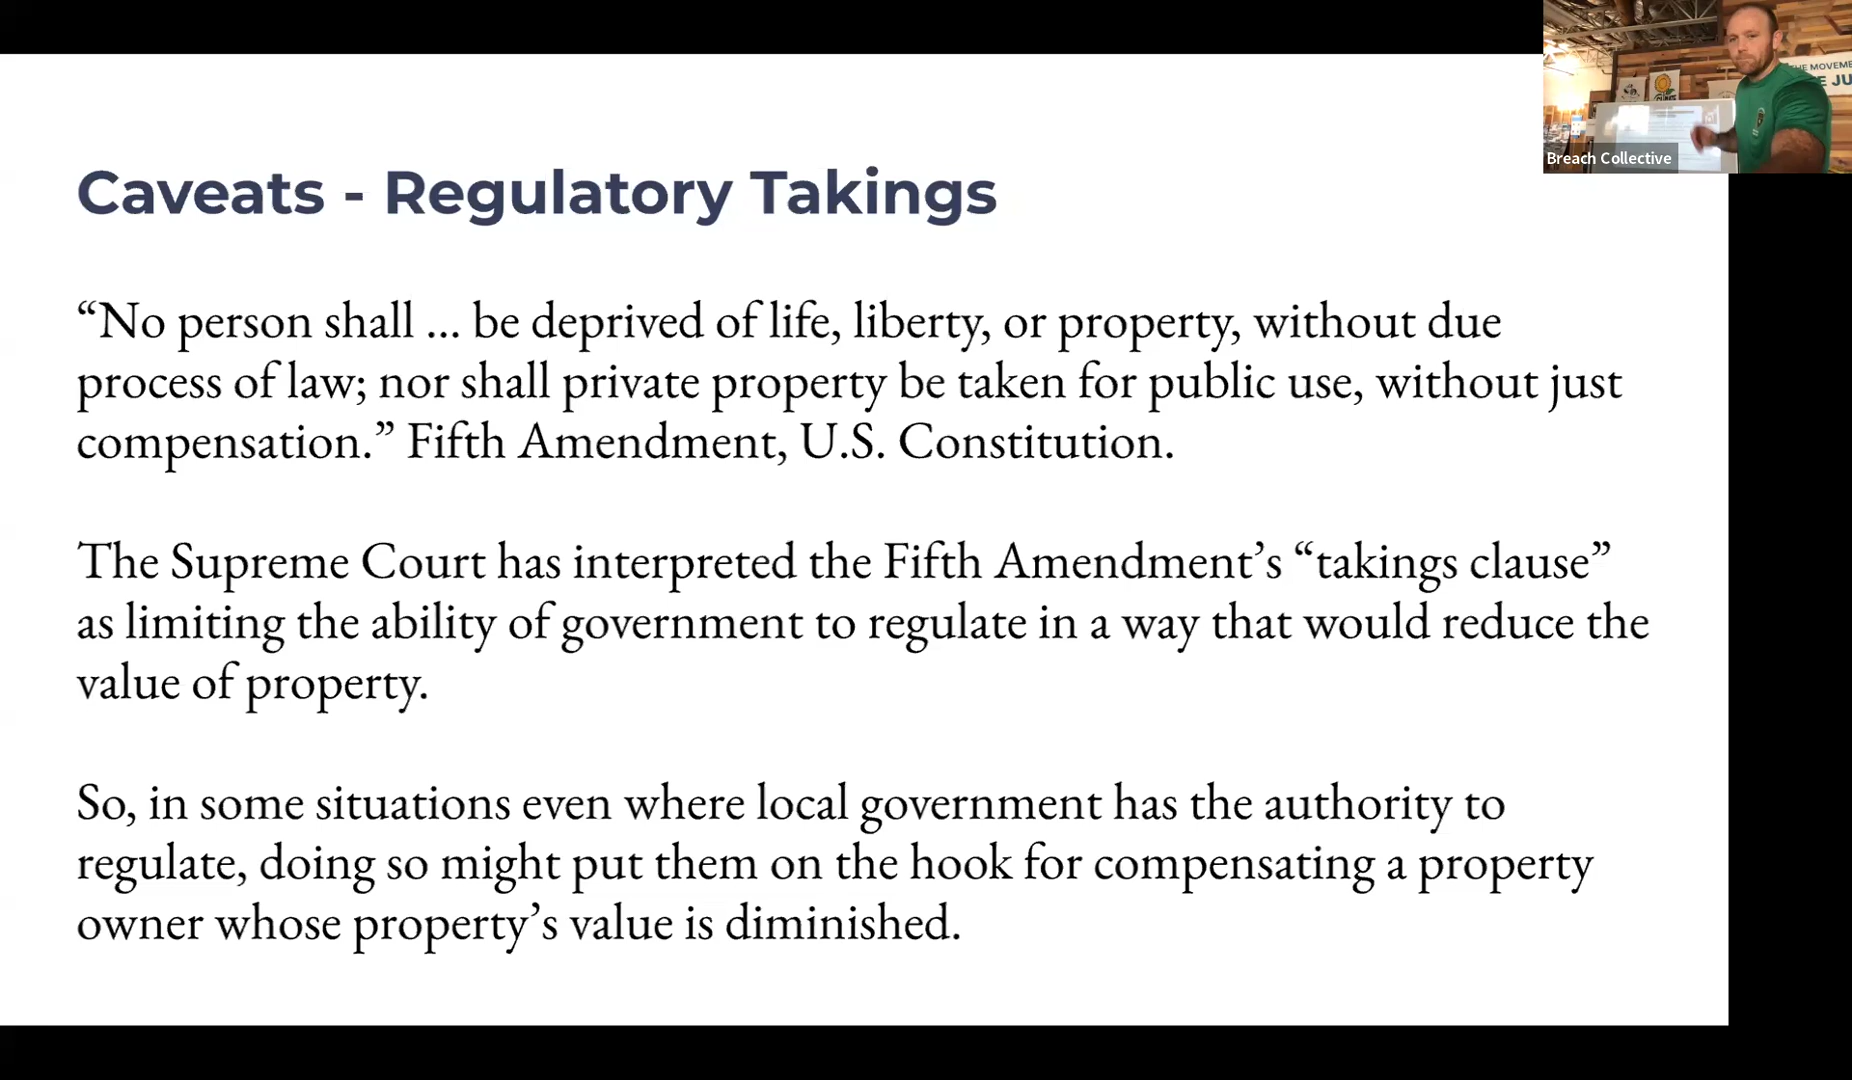 Caveats - Regulatory Takings
“No person shall ... be deprived of life, liberty, or property, without due
process of law; nor shall private property be taken for public use, without just
compensation.” Fifth Amendment, U.S. Constitution.
The Supreme Court has interpreted the Fifth Amendment’s “takings clause”
as limiting the ability of government to regulate in a way that would reduce the
value of property.
So, in some situations even where local government has the authority to
regulate, doing so might put them on the hook for compensating a property
owner whose property’s value is diminished.
THE MOVEME
E JU
Breach Collective